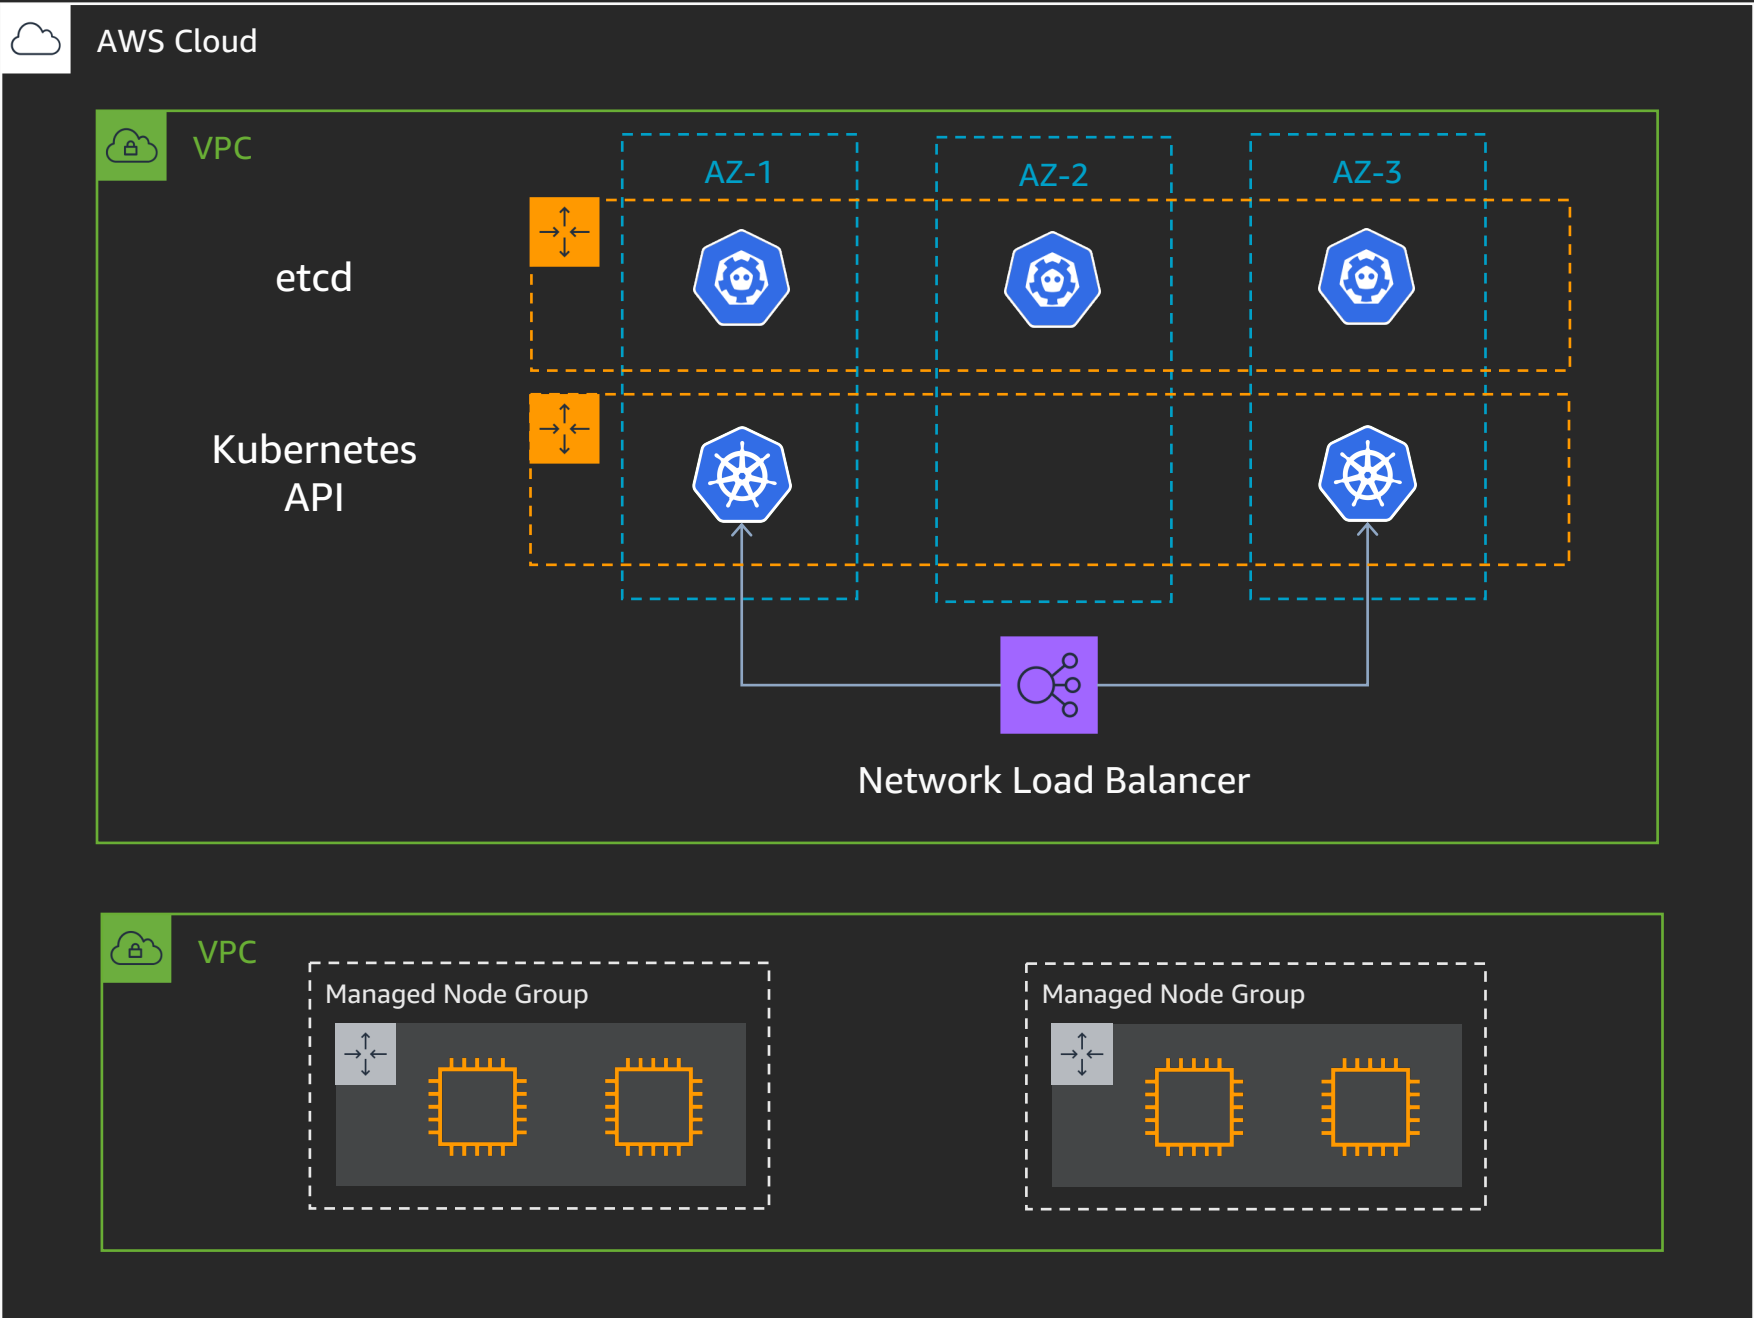 AWS Cloud
VPC
AZ-1
AZ-2
AZ-3
etcd
Kubernetes
API
Network Load Balancer
VPC
Managed Node Group
Managed Node Group